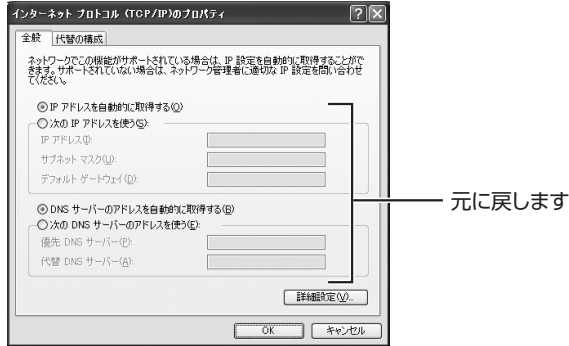 インターネット プロトコル (TCP/IP)のプロパティ
全般 代替の構成
ネットワークでこの機能がサポートされている場合は、IP 設定を自動的に取得することがで
きます。サポートされていない場合は、ネットワーク管理者に適切な IP 設定を問い合わせ
てください。
IP アドレスを自動的に取得する(O)
次の IP アドレスを使う(S):
IP アドレス(I):
サブネット マスク(U):
デフォルト ゲートウェイ(D):
元に戻します
DNS サーバーのアドレスを自動的に取得する(B)
次の DNS サーバーのアドレスを使う(E):
優先 DNS サーバー(P):
代替 DNS サーバー(A):
詳細設定(V)...
OK キャンセル